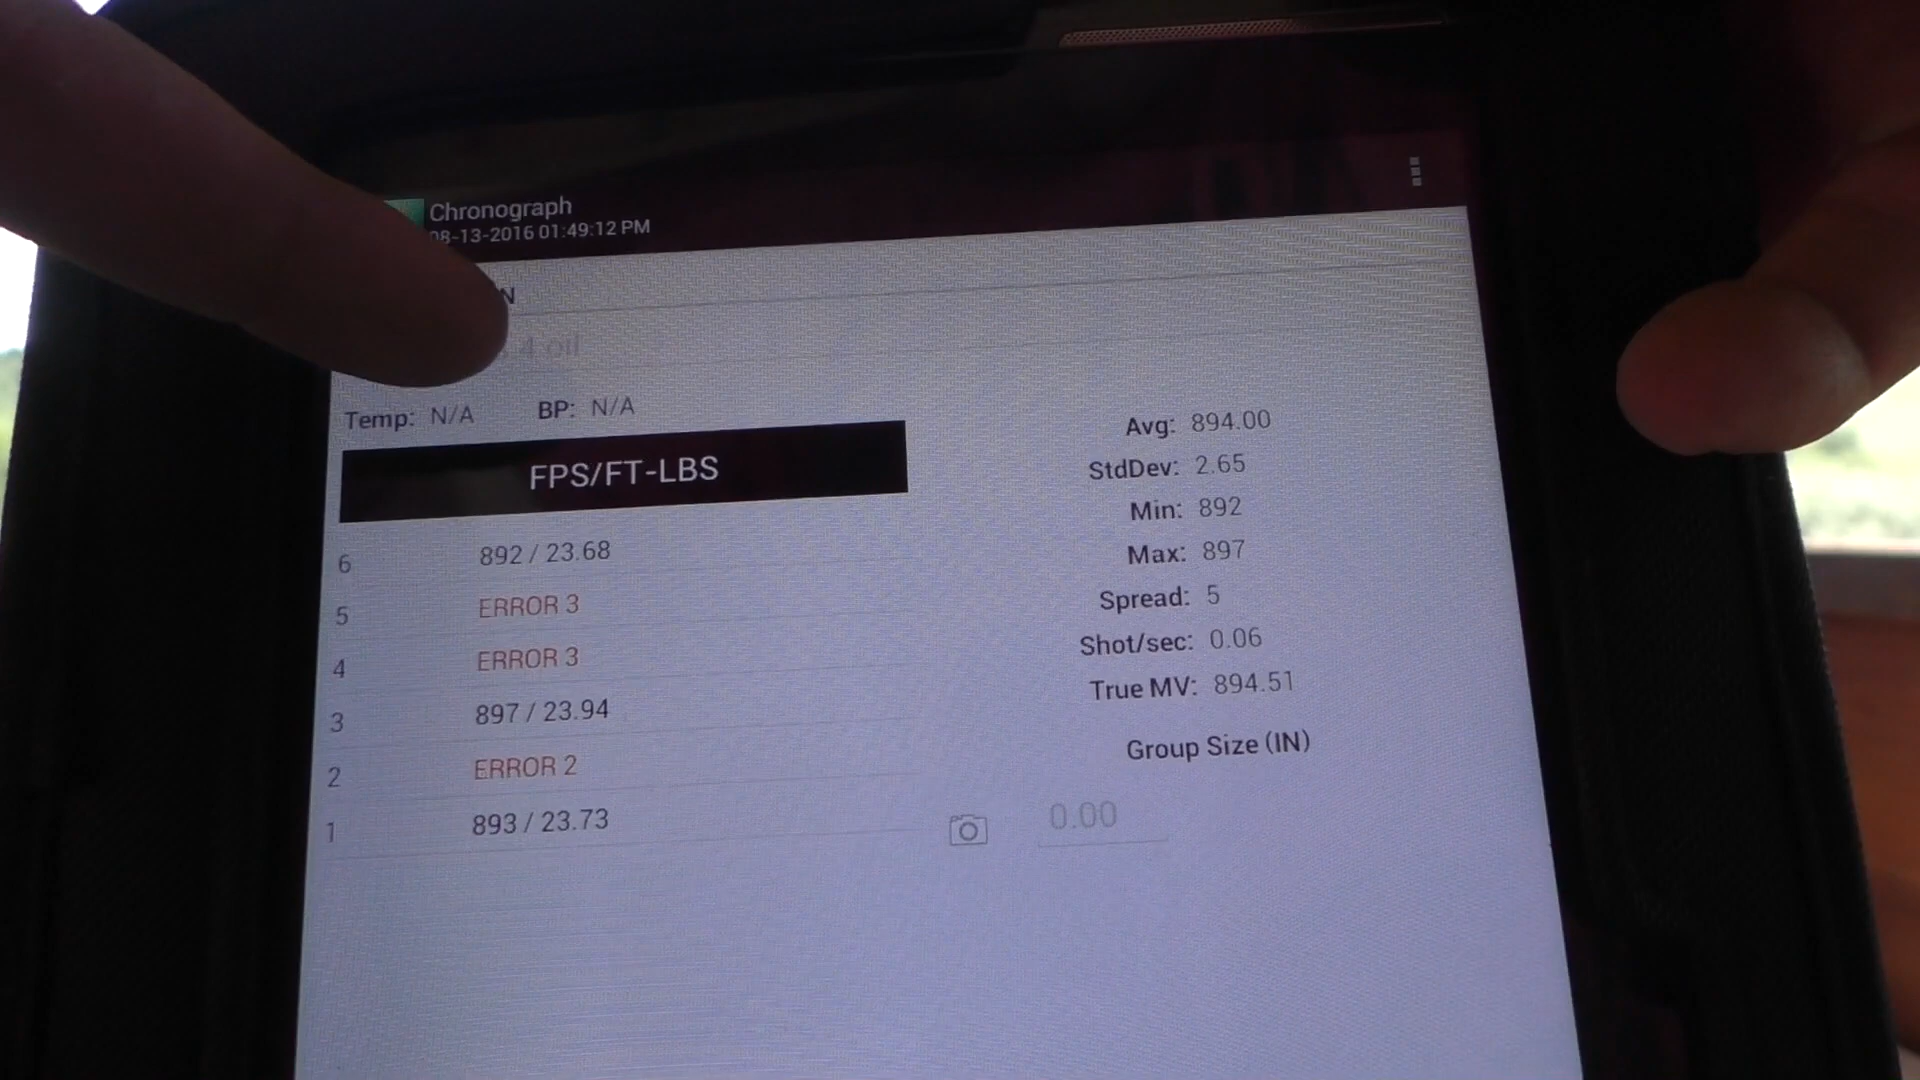 Chronograph
08-13-2016 01:49:12 PM
4 oil
Temp: N/A BP: N/A
FPS/FT-LBS
6 892 / 23.68
5 ERROR 3
4 ERROR 3
3 897 / 23.94
2 ERROR 2
1 893 / 23.73
Avg: 894.00
StdDev: 2.65
Min: 892
Max: 897
Spread: 5
Shot/sec: 0.06
True MV: 894.51
Group Size (IN)
0.00